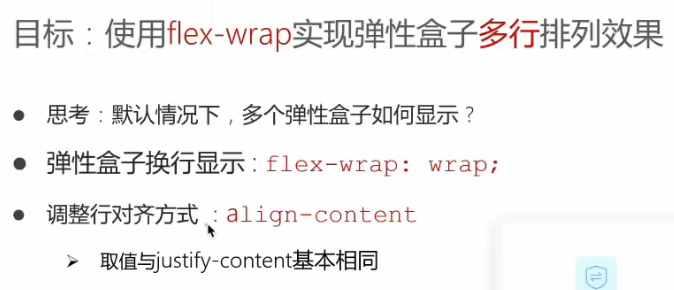 目标：使用flex-wrap实现弹性盒子多行排列效果
● 思考：默认情况下，多个弹性盒子如何显示？
● 弹性盒子换行显示：flex-wrap: wrap;
● 调整行对齐方式 ：align-content
➢ 取值与justify-content基本相同